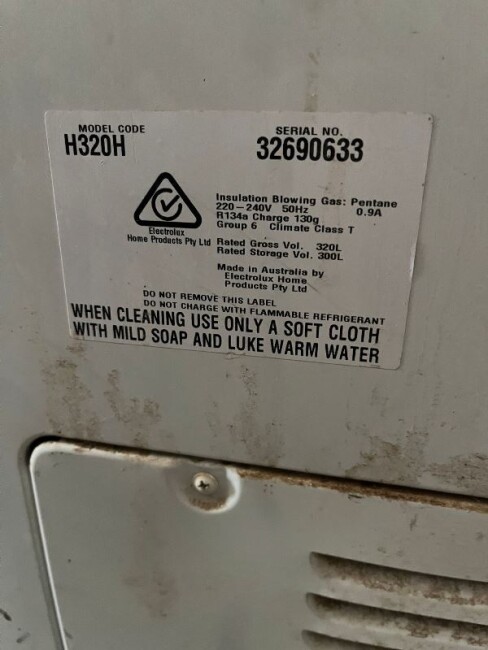 MODEL CODE
H320H
SERIAL NO.
32690633
Electrolux
Home Products Pty Ltd
Insulation Blowing Gas: Pentane
220-240V 50Hz 0.9A
R134a Charge 130g
Group 6 Climate Class T
Rated Gross Vol. 320L
Rated Storage Vol. 300L
Made in Australia by
Electrolux Home
Products Pty Ltd
DO NOT REMOVE THIS LABEL
DO NOT CHARGE WITH FLAMMABLE REFRIGERANT
WHEN CLEANING USE ONLY A SOFT CLOTH
WITH MILD SOAP AND LUKE WARM WATER